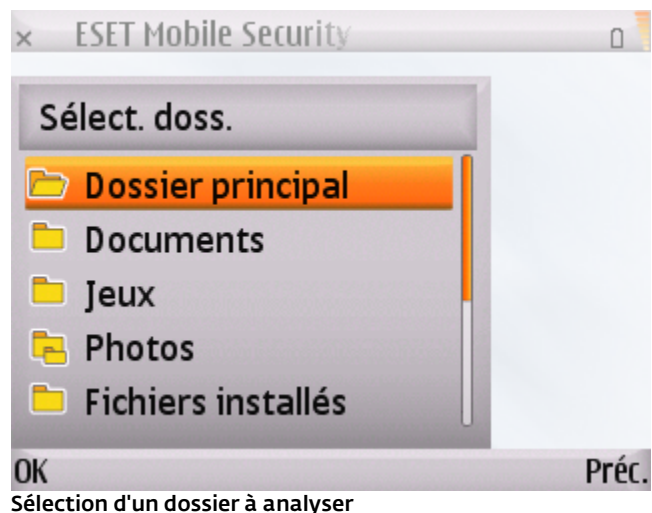 ESET Mobile Security
Sélect. doss.
Dossier principal
Documents
Jeux
Photos
Fichiers installés
OK
Préc.
Sélection d'un dossier à analyser